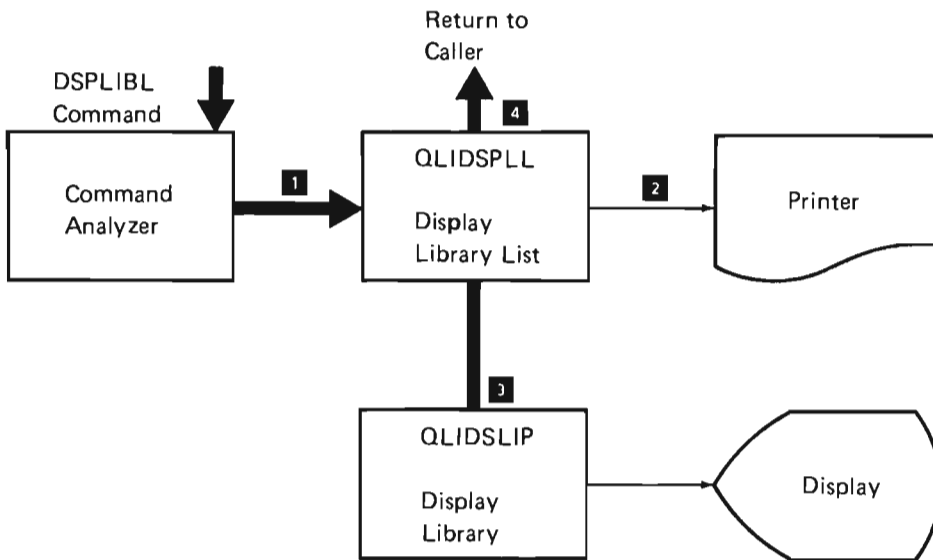 Return to
Caller
DSPLIBL
Command
4
QLIDSPLL
Display
Library List
Command
Analyzer
1
2
Printer
3
QLIDSLIP
Display
Library
Display